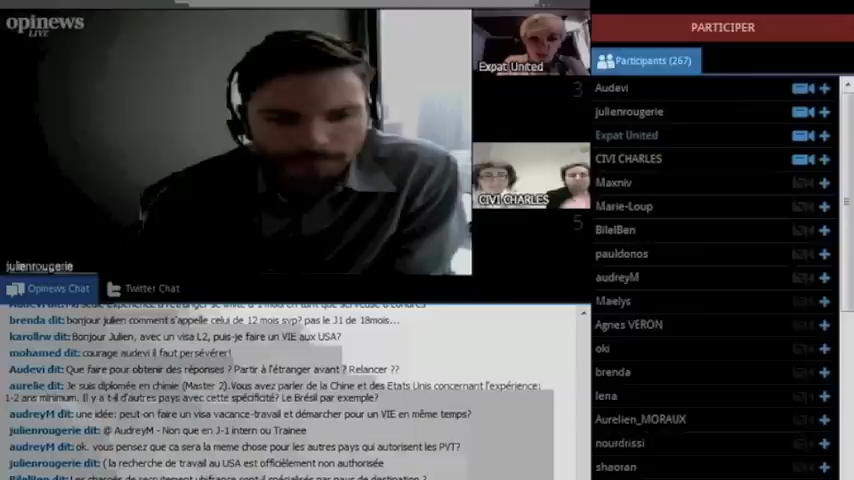 opinews
LIVE
PARTICIPER
Expat United
Participants (267)
3
Audevi
julienrougerie
Expat United
CIVI CHARLES
CIVI CHARLES
Maxniv
Marie-Loup
5
BilelBen
pauldonos
julienrougerie
audreyM
Opinews Chat
Twitter Chat
Maelys
Agnes VERON
oki
brenda
lena
Aurelien_MORAUX
nourdrissi
shaoran
brenda dit: bonjour julien comment s'appelle celui de 12 mois svp? pas le J1 de 18mois...
karollrw dit: Bonjour Julien, avec un visa L2, puis-je faire un VIE aux USA?
mohamed dit: courage audevi il faut persévérer!
Audevi dit: Que faire pour obtenir des réponses ? Partir à l'étranger avant ? Relancer ??
aurelie dit: Je suis diplomée en chimie (Master 2).Vous avez parler de la Chine et des Etats Unis concernant l'expérience:
1-2 ans minimum. Il y a t-il d'autres pays avec cette spécificité? Le Brésil par exemple?
audreyM dit: une idée: peut-on faire un visa vacance-travail et démarcher pour un VIE en même temps?
julienrougerie dit: @ AudreyM - Non que en J-1 intern ou Trainee
audreyM dit: ok. vous pensez que ca sera la meme chose pour les autres pays qui autorisent les PVT?
julienrougerie dit: ( la recherche de travail au USA est officièlement non authorisée